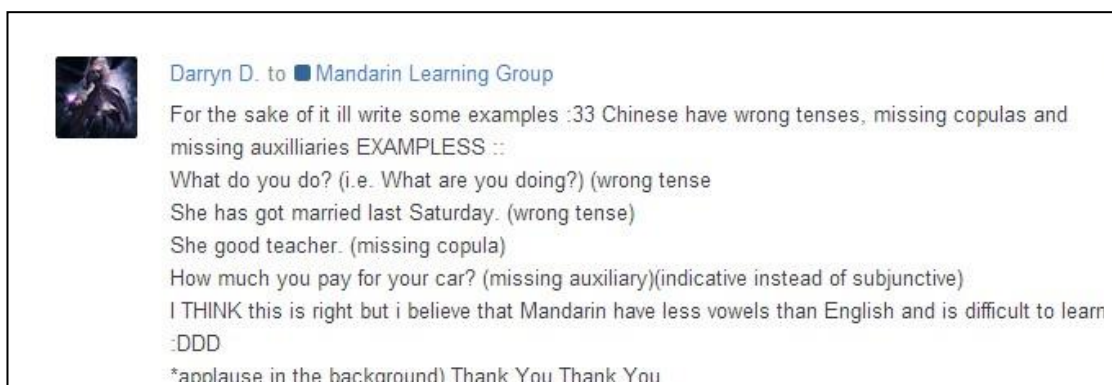 Darryn D. to Mandarin Learning Group
For the sake of it ill write some examples :33 Chinese have wrong tenses, missing copulas and
missing auxilliaries EXAMPLESS ::
What do you do? (i.e. What are you doing?) (wrong tense
She has got married last Saturday. (wrong tense)
She good teacher. (missing copula)
How much you pay for your car? (missing auxiliary)(indicative instead of subjunctive)
I THINK this is right but i believe that Mandarin have less vowels than English and is difficult to learn
:DDD
*applause in the background) Thank You Thank You